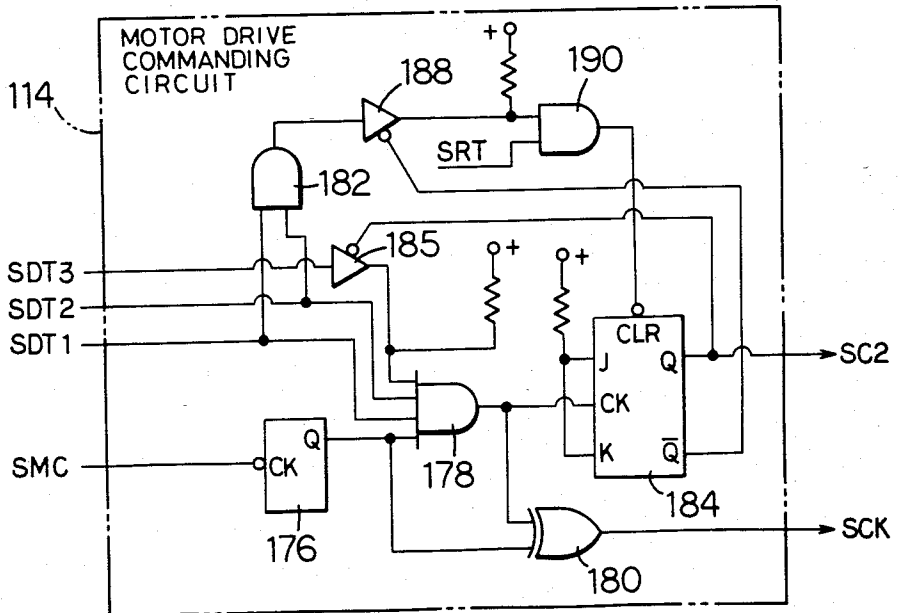 MOTOR DRIVE
COMMANDING
CIRCUIT
114
188
+
190
SRT
182
185
+
+
SDT3
SDT2
SDT1
CLR
J
Q
SC2
CK
Q
CK
178
K
Q̅
SMC
184
176
SCK
180